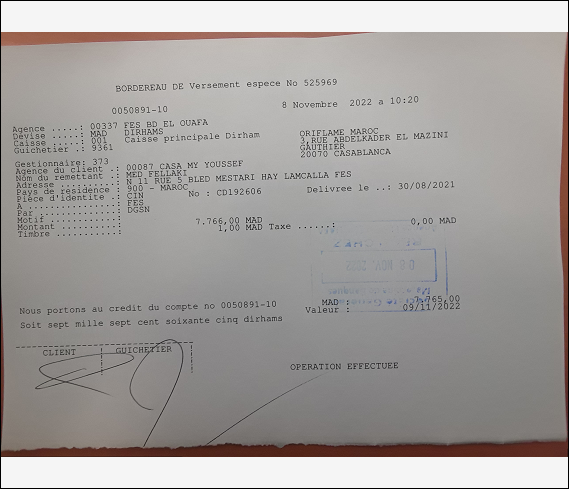 BORDEREAU DE Versement espece No 525969
0050891-10 8 Novembre 2022 a 10:20
Agence .....: 00337 FES BD EL OUAFA
Devise .....: MAD DIRHAMS
Caisse .....: 001 Caisse principale Dirham
Guichetier .: 9361
ORIFLAME MAROC
3,RUE ABDELKADER EL MAZINI
GAUTHIER
20070 CASABLANCA
Gestionnaire: 373
Agence du client .: 00087 CASA MY YOUSSEF
Nom du remettant .: MED FELLAKI
Adresse ..........: N 11 RUE 5 BLED MESTARI HAY LAMCALLA FES
Pays de residence : 900 - MAROC
Pièce d'identite .: CIN No : CD192606 Delivree le ..: 30/08/2021
A ................: FES
Par ..............: DGSN
Motif ............:
Montant ..........: 7.766,00 MAD
Timbre ...........: 1,00 MAD Taxe ......: 0,00 MAD
Nous portons au credit du compte no 0050891-10 MAD : 7.765,00
Soit sept mille sept cent soixante cinq dirhams Valeur : 09/11/2022
CLIENT GUICHETIER
OPERATION EFFECTUEE